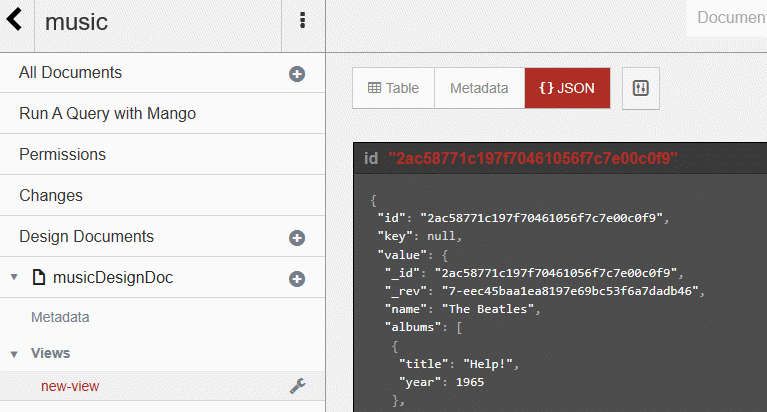 music
Document
All Documents
Run A Query with Mango
Permissions
Changes
Design Documents
musicDesignDoc
Metadata
Views
new-view
Table Metadata {} JSON
id "2ac58771c197f70461056f7c7e00c0f9"
{
"id": "2ac58771c197f70461056f7c7e00c0f9",
"key": null,
"value": {
"_id": "2ac58771c197f70461056f7c7e00c0f9",
"_rev": "7-eec45baa1ea8197e69bc53f6a7dadb46",
"name": "The Beatles",
"albums": [
{
"title": "Help!",
"year": 1965
},